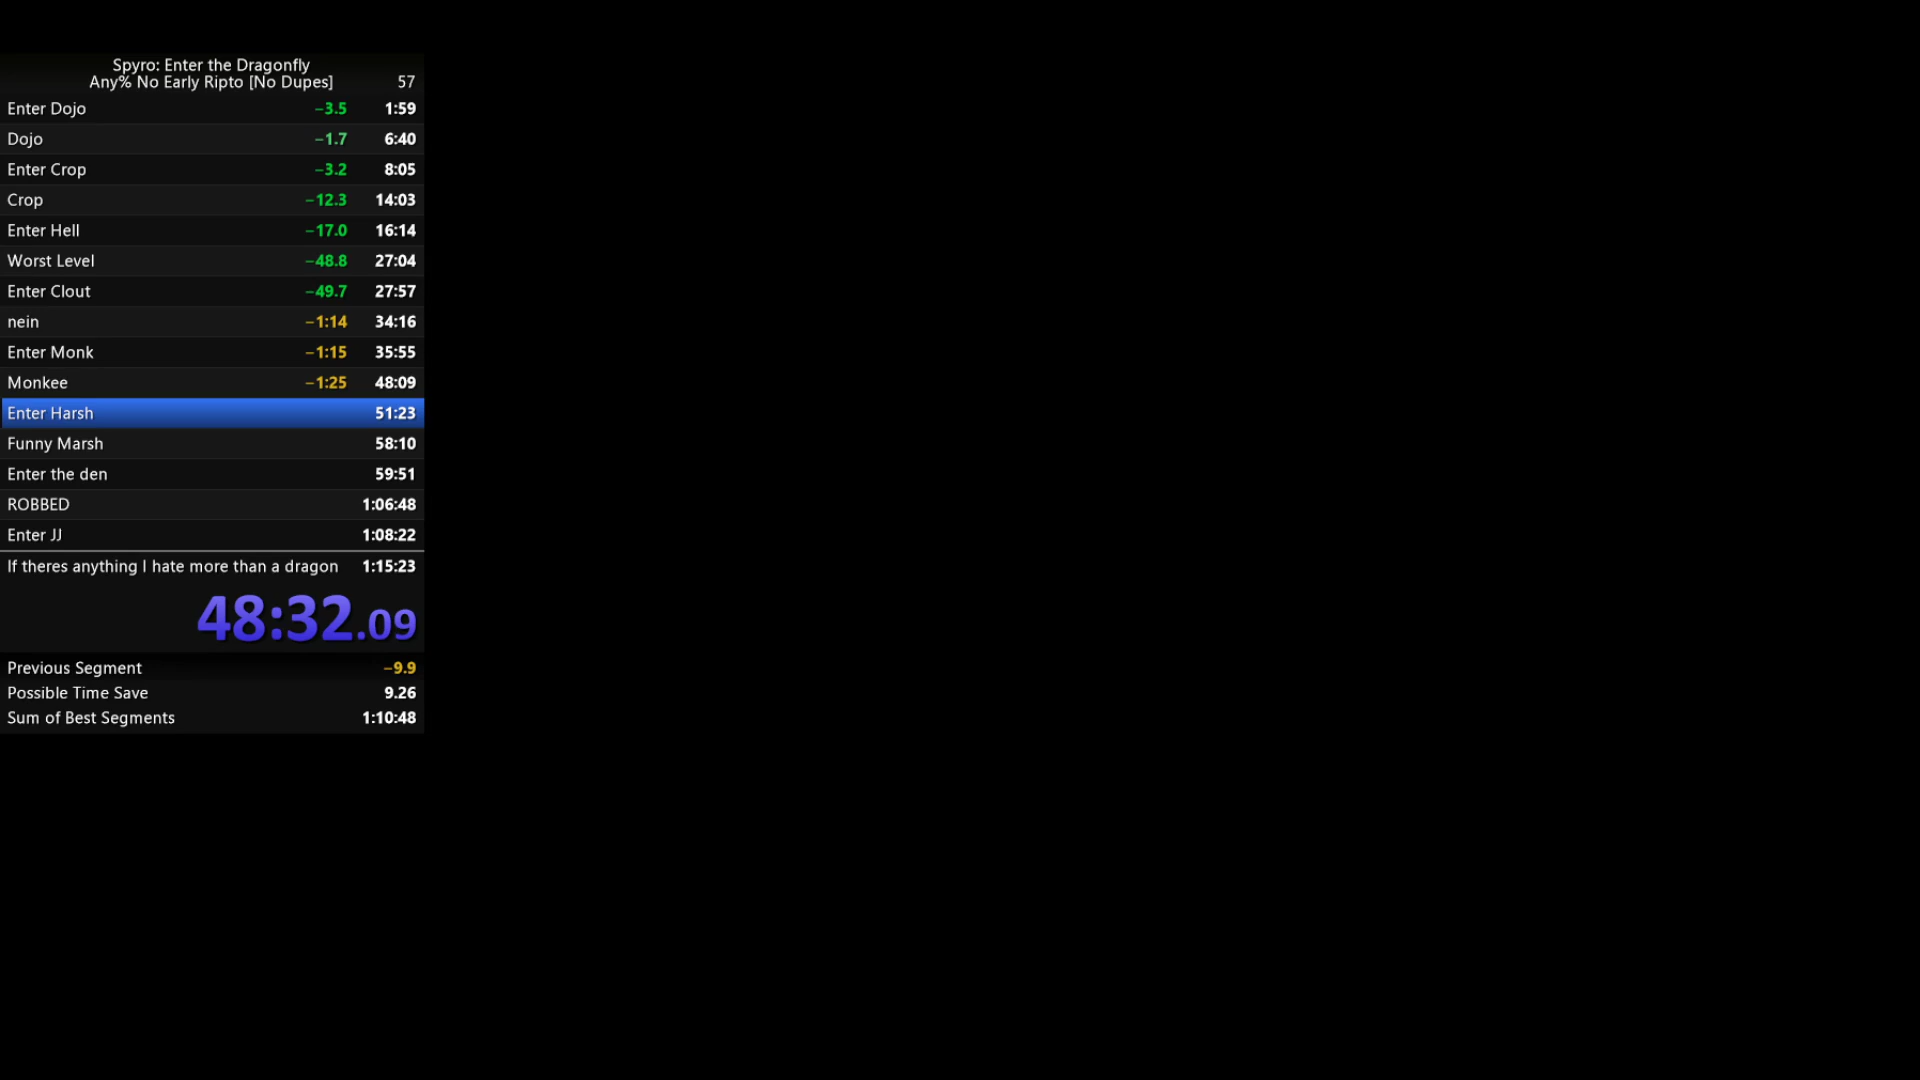 Spyro: Enter the Dragonfly
Any% No Early Ripto [No Dupes] 57
Enter Dojo −3.5 1:59
Dojo −1.7 6:40
Enter Crop −3.2 8:05
Crop −12.3 14:03
Enter Hell −17.0 16:14
Worst Level −48.8 27:04
Enter Clout −49.7 27:57
nein −1:14 34:16
Enter Monk −1:15 35:55
Monkee −1:25 48:09
Enter Harsh 51:23
Funny Marsh 58:10
Enter the den 59:51
ROBBED 1:06:48
Enter JJ 1:08:22
If theres anything I hate more than a dragon 1:15:23
48:32.09
Previous Segment −9.9
Possible Time Save 9.26
Sum of Best Segments 1:10:48